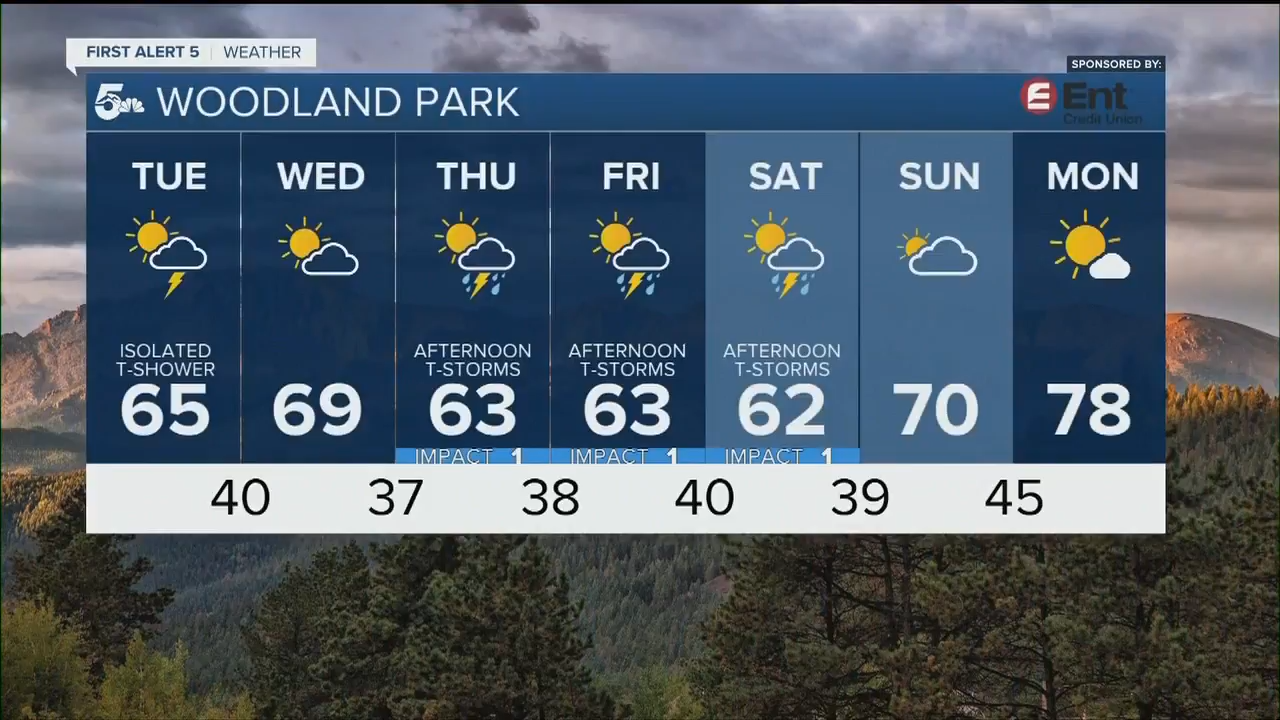 FIRST ALERT 5 | WEATHER
SPONSORED BY:
5 WOODLAND PARK
Ent
Credit Union
TUE WED THU FRI SAT SUN MON
ISOLATED T-SHOWER
AFTERNOON T-STORMS
AFTERNOON T-STORMS
AFTERNOON T-STORMS
65 69 63 63 62 70 78
IMPACT 1 IMPACT 1 IMPACT 1
40 37 38 40 39 45